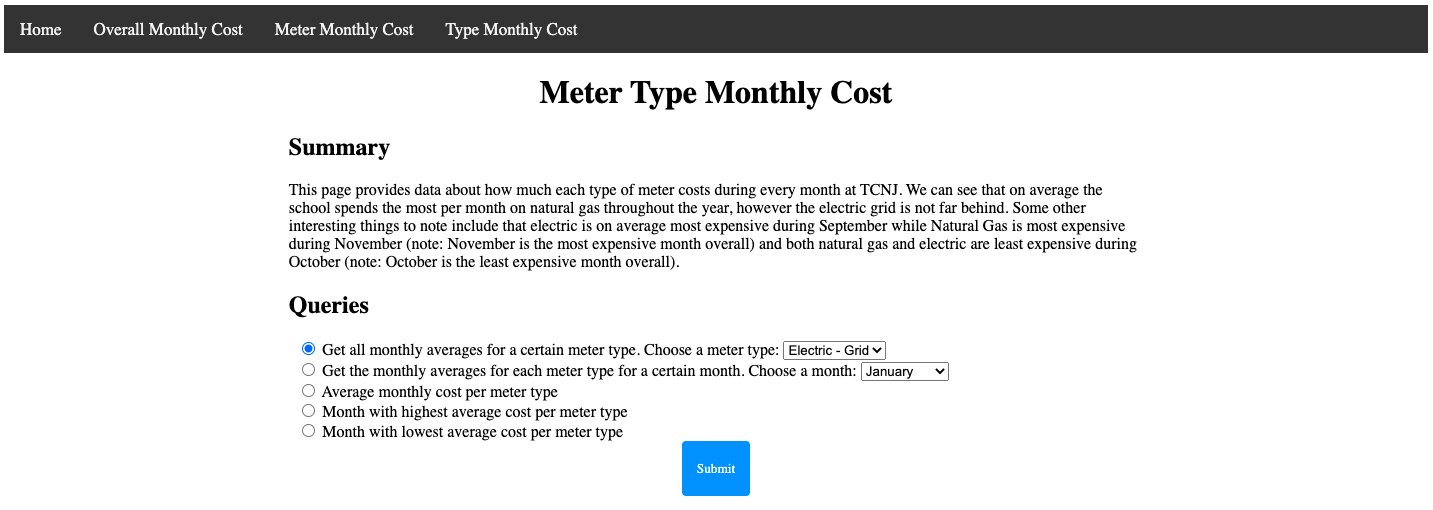 Home Overall Monthly Cost Meter Monthly Cost Type Monthly Cost
Meter Type Monthly Cost
Summary
This page provides data about how much each type of meter costs during every month at TCNJ. We can see that on average the
school spends the most per month on natural gas throughout the year, however the electric grid is not far behind. Some other
interesting things to note include that electric is on average most expensive during September while Natural Gas is most expensive
during November (note: November is the most expensive month overall) and both natural gas and electric are least expensive during
October (note: October is the least expensive month overall).
Queries
Get all monthly averages for a certain meter type. Choose a meter type: Electric - Grid
Get the monthly averages for each meter type for a certain month. Choose a month: January
Average monthly cost per meter type
Month with highest average cost per meter type
Month with lowest average cost per meter type
Submit